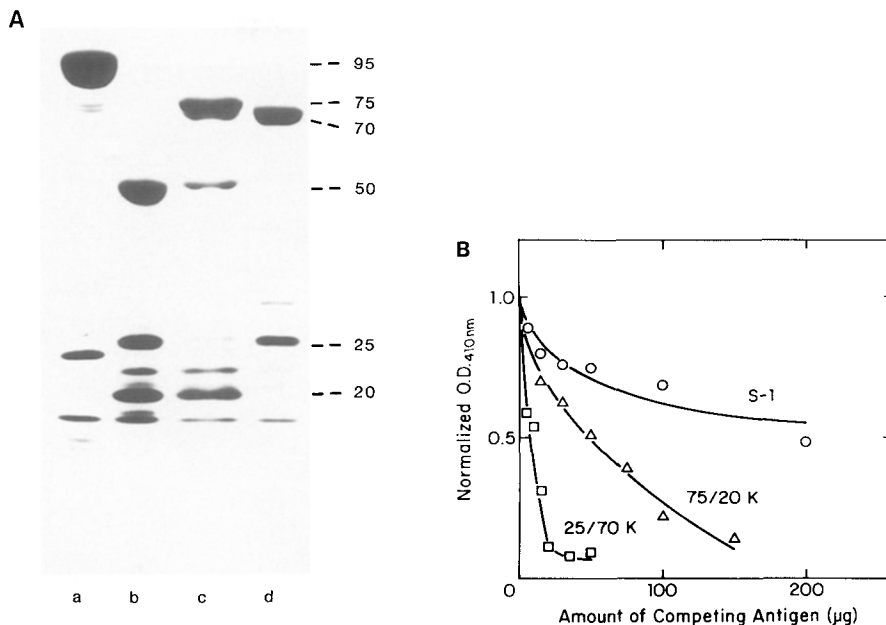 A
95
75
70
50
25
20
a b c d
B
1.0
0.5
0
100
200
Normalized O.D.410nm
S-1
75/20 K
25/70 K
Amount of Competing Antigen (µg)